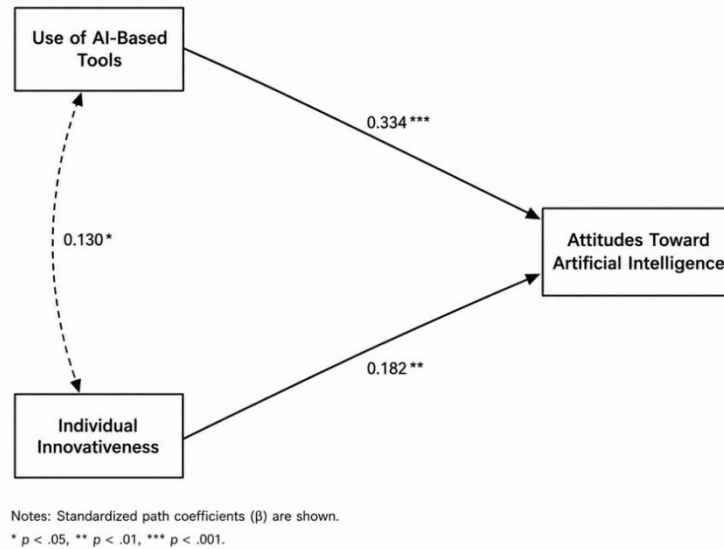 Use of AI-Based
Tools
0.334 ***
0.130 *
Attitudes Toward
Artificial Intelligence
0.182 **
Individual
Innovativeness
Notes: Standardized path coefficients (β) are shown.
* p < .05, ** p < .01, *** p < .001.